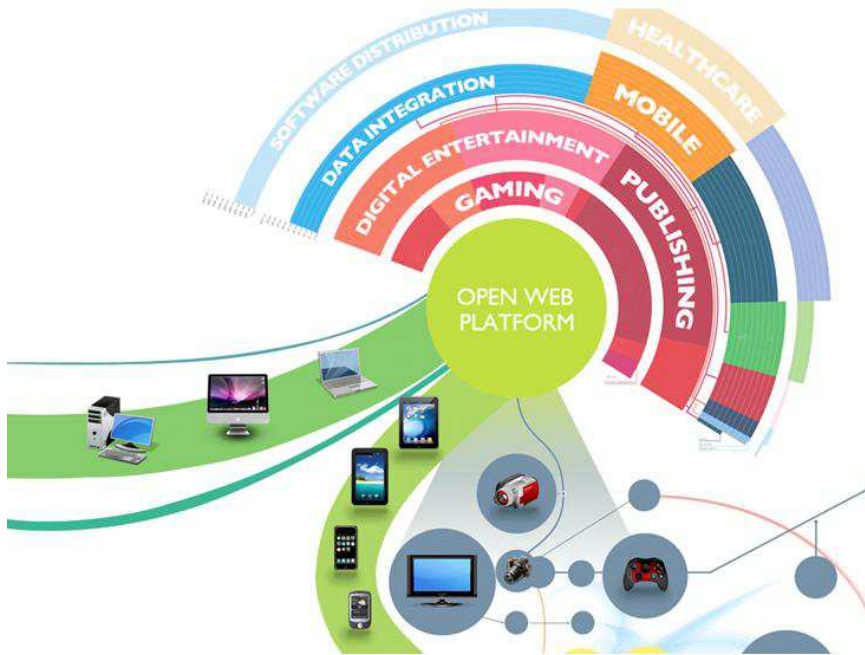 SOFTWARE DISTRIBUTION
HEALTHCARE
DATA INTEGRATION
MOBILE
DIGITAL ENTERTAINMENT
PUBLISHING
GAMING
OPEN WEB
PLATFORM